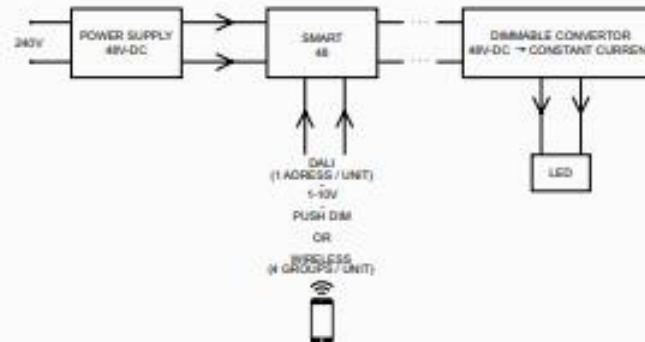 240V
POWER SUPPLY
48V-DC
SMART
48
DIMMABLE CONVERTOR
48V-DC → CONSTANT CURREN
LED
DALI
(1 ADRESS / UNIT)
-
1-10V
-
PUSH DIM
OR
WIRELESS
(4 GROUPS / UNIT)